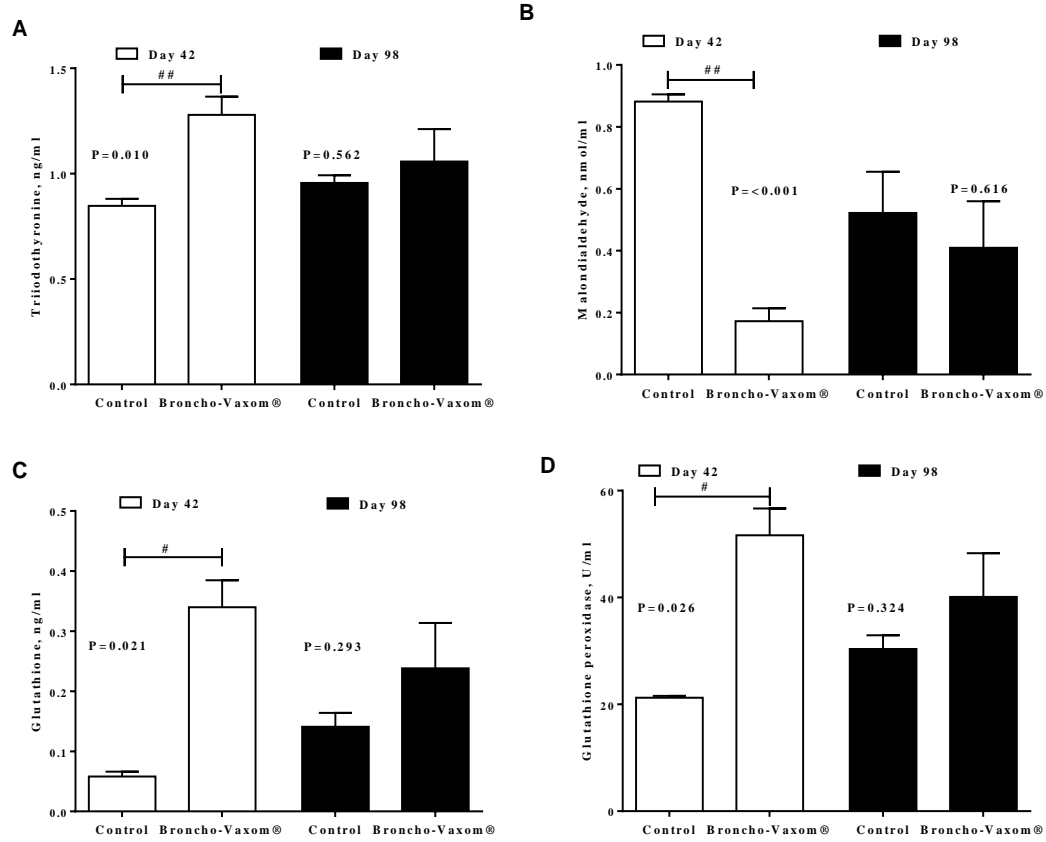 A
Day 42
Day 98
##
1.5
1.0
0.5
0.0
Triiodothyronine, ng/ml
P=0.010
P=0.562
Control
Broncho-Vaxom®
Control
Broncho-Vaxom®
B
Day 42
Day 98
##
1.0
0.8
0.6
0.4
0.2
0.0
Malondialdehyde, nmol/ml
P=<0.001
P=0.616
Control
Broncho-Vaxom®
Control
Broncho-Vaxom®
C
Day 42
Day 98
#
0.5
0.4
0.3
0.2
0.1
0.0
Glutathione, ng/ml
P=0.021
P=0.293
Control
Broncho-Vaxom®
Control
Broncho-Vaxom®
D
Day 42
Day 98
#
60
40
20
0
Glutathione peroxidase, U/ml
P=0.026
P=0.324
Control
Broncho-Vaxom®
Control
Broncho-Vaxom®